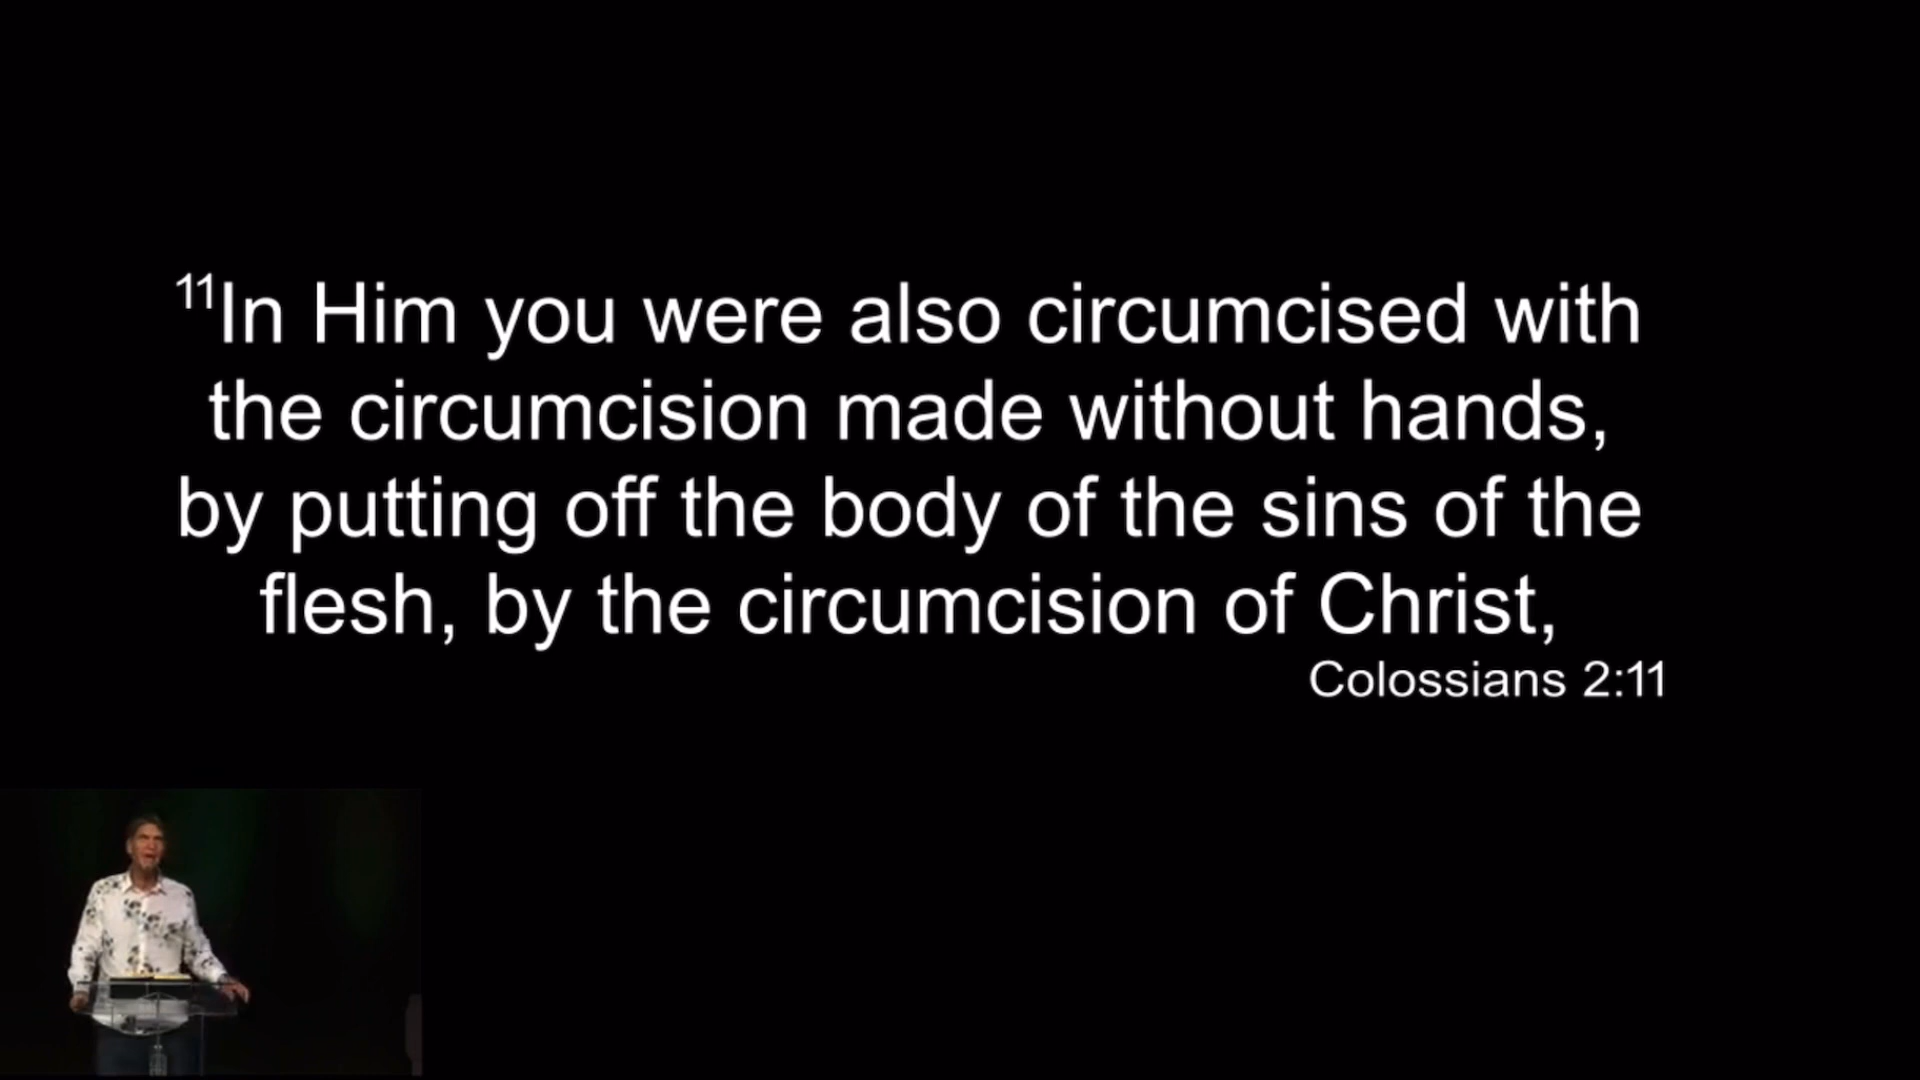 11In Him you were also circumcised with
the circumcision made without hands,
by putting off the body of the sins of the
flesh, by the circumcision of Christ,
Colossians 2:11